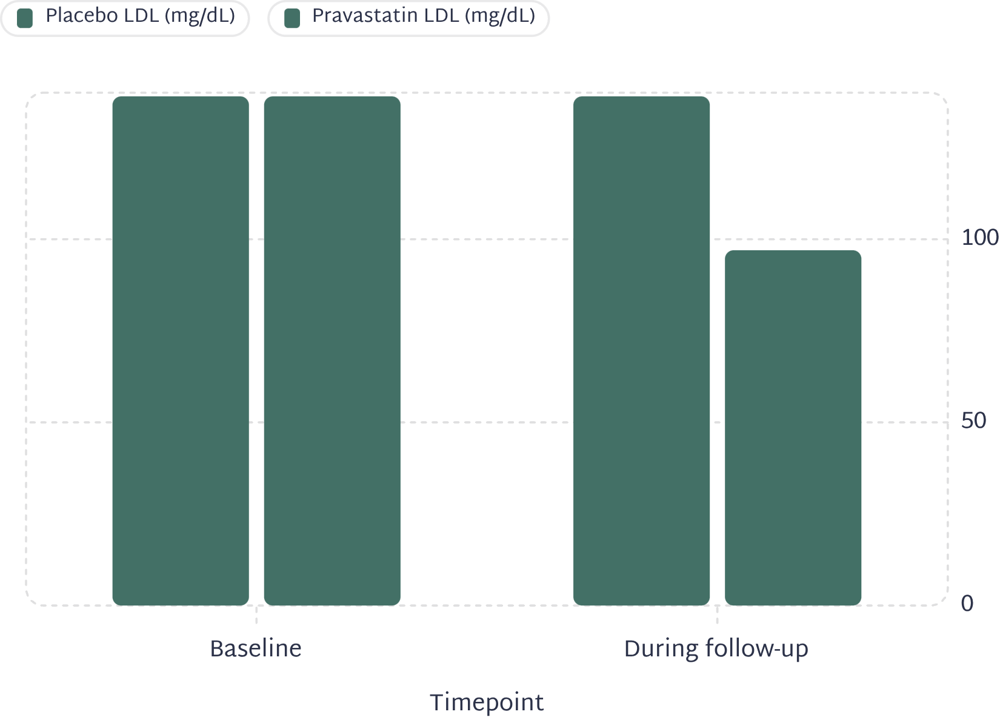 Placebo LDL (mg/dL)
Pravastatin LDL (mg/dL)
100
50
0
Baseline
During follow-up
Timepoint